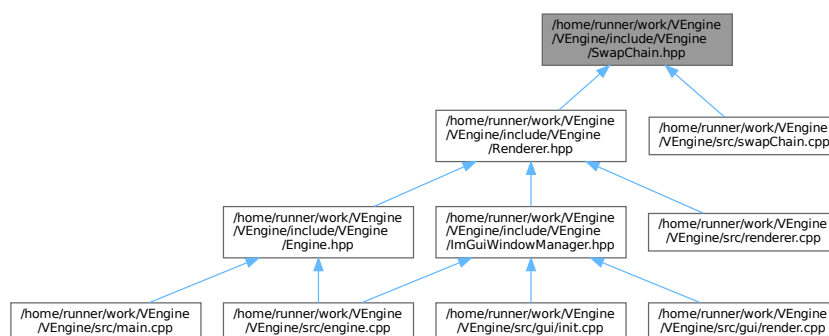 /home/runner/work/VEngine
/VEngine/include/VEngine
/SwapChain.hpp
/home/runner/work/VEngine
/VEngine/include/VEngine
/Renderer.hpp
/home/runner/work/VEngine
/VEngine/src/swapChain.cpp
/home/runner/work/VEngine
/VEngine/include/VEngine
/Engine.hpp
/home/runner/work/VEngine
/VEngine/include/VEngine
/ImGuiWindowManager.hpp
/home/runner/work/VEngine
/VEngine/src/renderer.cpp
/home/runner/work/VEngine
/VEngine/src/main.cpp
/home/runner/work/VEngine
/VEngine/src/engine.cpp
/home/runner/work/VEngine
/VEngine/src/gui/init.cpp
/home/runner/work/VEngine
/VEngine/src/gui/render.cpp